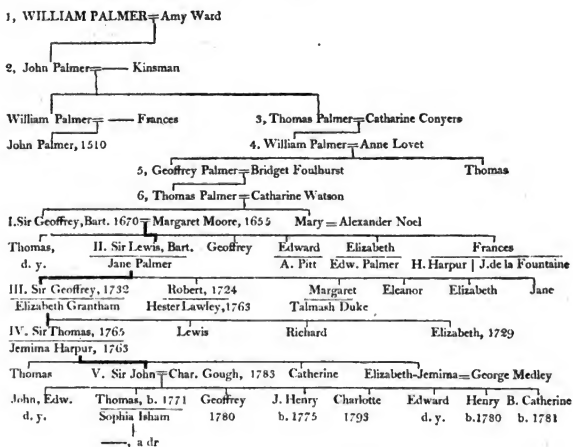 1, WILLIAM PALMER=Amy Ward
2, John Palmer= — Kinsman
William Palmer= — Frances 3, Thomas Palmer=Catharine Conyers
John Palmer, 1510 4. William Palmer=Anne Lovet
5, Geoffrey Palmer=Bridget Foulhurst Thomas
6, Thomas Palmer=Catharine Watson
I. Sir Geoffrey, Bart. 1670=Margaret Moore, 1655 Mary=Alexander Noel
Thomas, II. Sir Lewis, Bart. Geoffrey Edward Elizabeth Frances
d. y. Jane Palmer A. Pitt Edw. Palmer H. Harpur | J. de la Fountaine
III. Sir Geoffrey, 1732 Robert, 1724 Margaret Eleanor Elizabeth Jane
Elizabeth Grantham Hester Lawley, 1763 Talmash Duke
IV. Sir Thomas, 1765 Lewis Richard Elizabeth, 1729
Jemima Harpur, 1763
Thomas V. Sir John=Char. Gough, 1783 Catherine Elizabeth-Jemima=George Medley
John, Edw. Thomas, b. 1771 Geoffrey J. Henry Charlotte Edward Henry B. Catherine
d. y. Sophia Isham 1780 b. 1775 1793 d. y. b. 1780 b. 1781
——, a dr